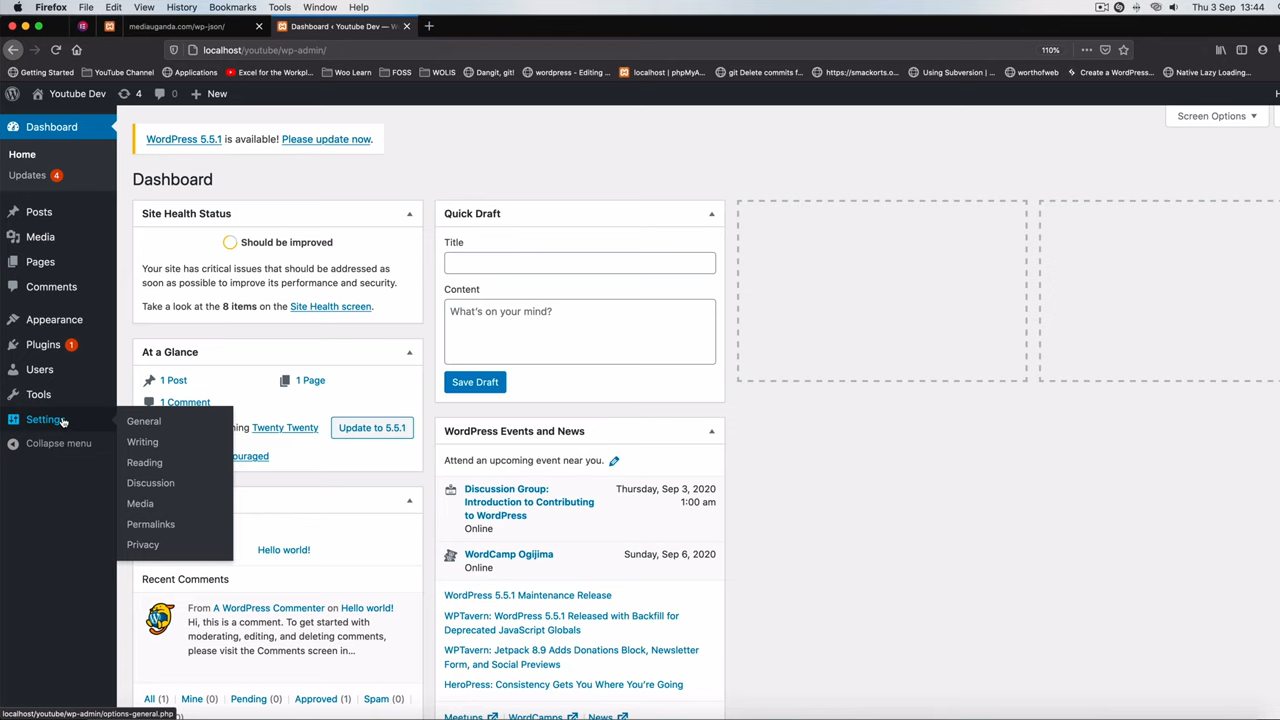 Firefox File Edit View History Bookmarks Tools Window Help Thu 3 Sep 13:44
mediauganda.com/wp-json/ Dashboard ‹ Youtube Dev — W
localhost/youtube/wp-admin/ 110%
Getting Started YouTube Channel Applications Excel for the Workpl... Woo Learn FOSS WOLIS Dangit, git! wordpress - Editing ... localhost | phpMyA... git Delete commits f... https://smackorts.o... Using Subversion | ... worthofweb Create a WordPress... Native Lazy Loading...
Youtube Dev 4 0 New
Dashboard
Home
Updates 4
Posts
Media
Pages
Comments
Appearance
Plugins 1
Users
Tools
Settings
Collapse menu
General
Writing
Reading
Discussion
Media
Permalinks
Privacy
Screen Options
WordPress 5.5.1 is available! Please update now.
Dashboard
Site Health Status
Should be improved
Your site has critical issues that should be addressed as
soon as possible to improve its performance and security.
Take a look at the 8 items on the Site Health screen.
At a Glance
1 Post 1 Page
1 Comment
Twenty Twenty Update to 5.5.1
Hello world!
Recent Comments
From A WordPress Commenter on Hello world!
Hi, this is a comment. To get started with
moderating, editing, and deleting comments,
please visit the Comments screen in...
All (1) Mine (0) Pending (0) Approved (1) Spam (0)
Quick Draft
Title
Content
What's on your mind?
Save Draft
WordPress Events and News
Attend an upcoming event near you.
Discussion Group: Thursday, Sep 3, 2020
Introduction to Contributing 1:00 am
to WordPress
Online
WordCamp Ogijima Sunday, Sep 6, 2020
Online
WordPress 5.5.1 Maintenance Release
WPTavern: WordPress 5.5.1 Released with Backfill for
Deprecated JavaScript Globals
WPTavern: Jetpack 8.9 Adds Donations Block, Newsletter
Form, and Social Previews
HeroPress: Consistency Gets You Where You're Going
Meetups WordCamps News
localhost/youtube/wp-admin/options-general.php